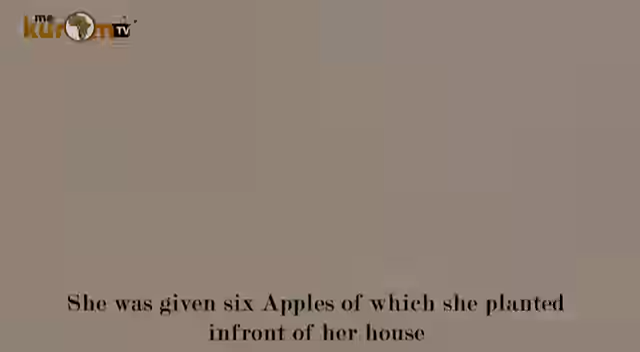 me
kurom TV
She was given six Apples of which she planted
infront of her house